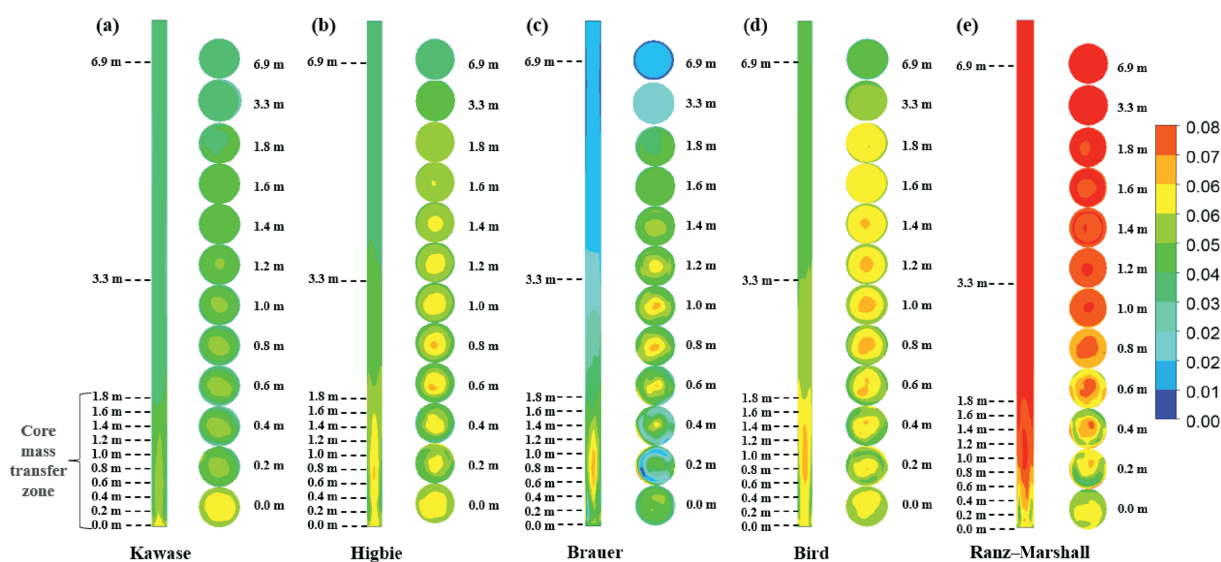 (a)
6.9 m
3.3 m
1.8 m
1.6 m
1.4 m
1.2 m
1.0 m
0.8 m
0.6 m
0.4 m
0.2 m
0.0 m
Core
mass
transfer
zone
6.9 m
3.3 m
1.8 m
1.6 m
1.4 m
1.2 m
1.0 m
0.8 m
0.6 m
0.4 m
0.2 m
0.0 m
Kawase
(b)
6.9 m
3.3 m
1.8 m
1.6 m
1.4 m
1.2 m
1.0 m
0.8 m
0.6 m
0.4 m
0.2 m
0.0 m
6.9 m
3.3 m
1.8 m
1.6 m
1.4 m
1.2 m
1.0 m
0.8 m
0.6 m
0.4 m
0.2 m
0.0 m
Higbie
(c)
6.9 m
3.3 m
1.8 m
1.6 m
1.4 m
1.2 m
1.0 m
0.8 m
0.6 m
0.4 m
0.2 m
0.0 m
6.9 m
3.3 m
1.8 m
1.6 m
1.4 m
1.2 m
1.0 m
0.8 m
0.6 m
0.4 m
0.2 m
0.0 m
Brauer
(d)
6.9 m
3.3 m
1.8 m
1.6 m
1.4 m
1.2 m
1.0 m
0.8 m
0.6 m
0.4 m
0.2 m
0.0 m
6.9 m
3.3 m
1.8 m
1.6 m
1.4 m
1.2 m
1.0 m
0.8 m
0.6 m
0.4 m
0.2 m
0.0 m
Bird
(e)
6.9 m
3.3 m
1.8 m
1.6 m
1.4 m
1.2 m
1.0 m
0.8 m
0.6 m
0.4 m
0.2 m
0.0 m
6.9 m
3.3 m
1.8 m
1.6 m
1.4 m
1.2 m
1.0 m
0.8 m
0.6 m
0.4 m
0.2 m
0.0 m
Ranz–Marshall
0.08
0.06
0.06
0.05
0.04
0.03
0.02
0.02
0.01
0.00